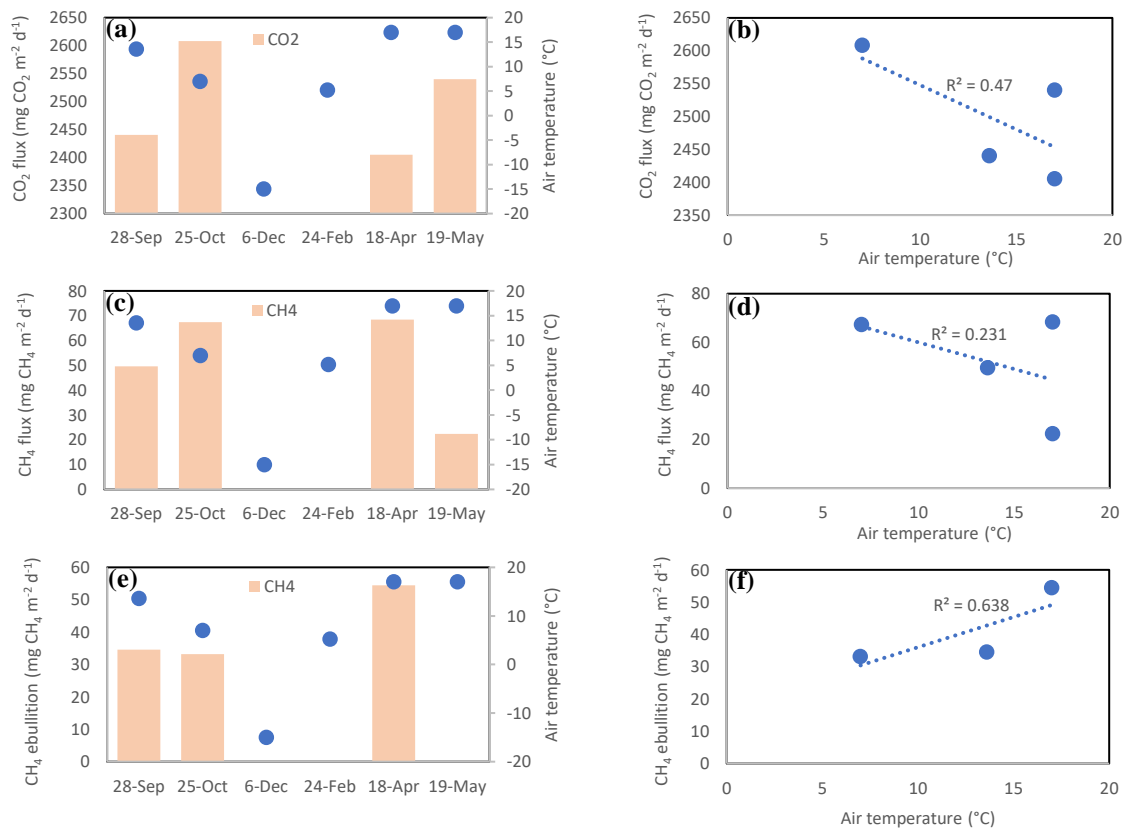 (a)
CO2
CO₂ flux (mg CO₂ m⁻² d⁻¹)
2650
2600
2550
2500
2450
2400
2350
2300
20
15
10
5
0
-5
-10
-15
-20
Air temperature (°C)
28-Sep 25-Oct 6-Dec 24-Feb 18-Apr 19-May
(b)
CO₂ flux (mg CO₂ m⁻² d⁻¹)
2650
2600
2550
2500
2450
2400
2350
R² = 0.47
0 5 10 15 20
Air temperature (°C)
(c)
CH4
CH₄ flux (mg CH₄ m⁻² d⁻¹)
80
70
60
50
40
30
20
10
0
20
15
10
5
0
-5
-10
-15
-20
Air temperature (°C)
28-Sep 25-Oct 6-Dec 24-Feb 18-Apr 19-May
(d)
CH₄ flux (mg CH₄ m⁻² d⁻¹)
80
60
40
20
0
R² = 0.231
0 5 10 15 20
Air temperature (°C)
(e)
CH4
CH₄ ebullition (mg CH₄ m⁻² d⁻¹)
60
50
40
30
20
10
0
20
10
0
-10
-20
Air temperature (°C)
28-Sep 25-Oct 6-Dec 24-Feb 18-Apr 19-May
(f)
CH₄ ebullition (mg CH₄ m⁻² d⁻¹)
60
50
40
30
20
10
0
R² = 0.638
0 5 10 15 20
Air temperature (°C)